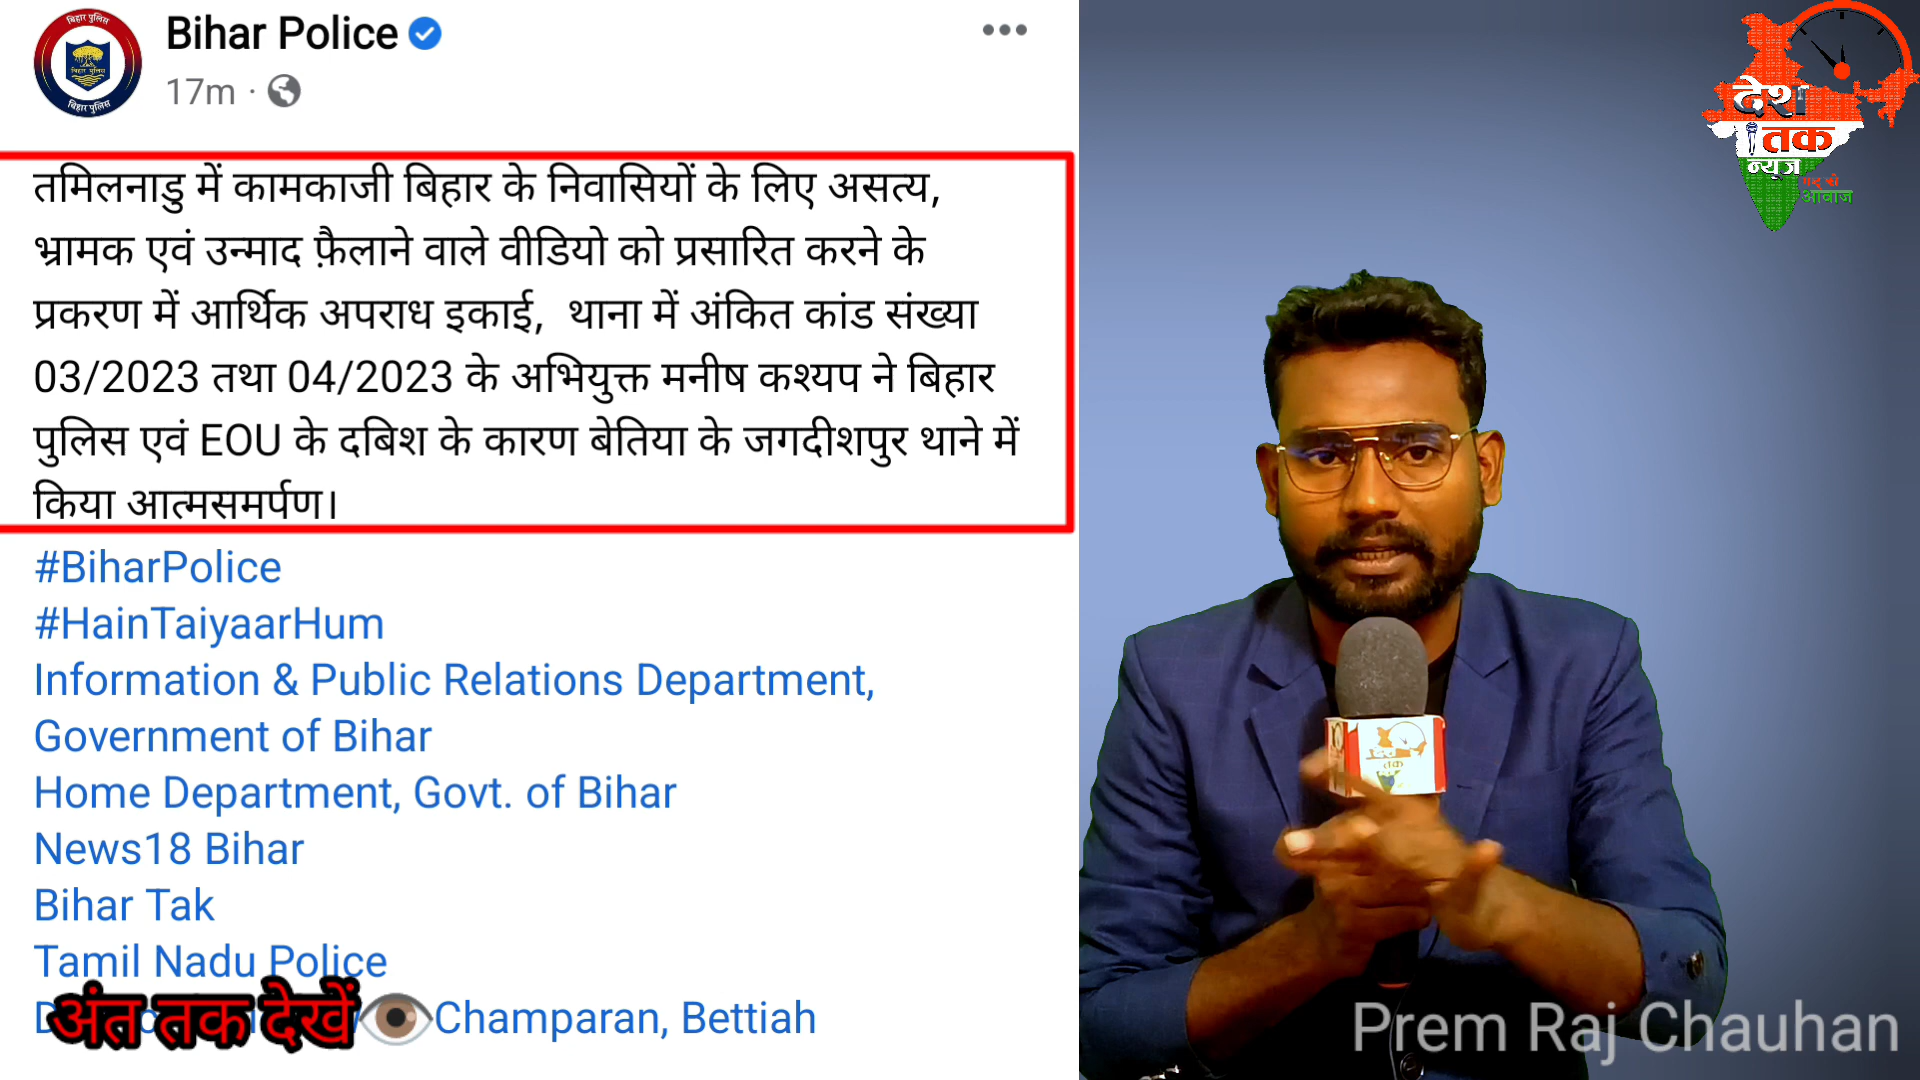 Bihar Police
17m
तमिलनाडु में कामकाजी बिहार के निवासियों के लिए असत्य,
भ्रामक एवं उन्माद फ़ैलाने वाले वीडियो को प्रसारित करने के
प्रकरण में आर्थिक अपराध इकाई, थाना में अंकित कांड संख्या
03/2023 तथा 04/2023 के अभियुक्त मनीष कश्यप ने बिहार
पुलिस एवं EOU के दबिश के कारण बेतिया के जगदीशपुर थाने में
किया आत्मसमर्पण।
#BiharPolice
#HainTaiyaarHum
Information & Public Relations Department,
Government of Bihar
Home Department, Govt. of Bihar
News18 Bihar
Bihar Tak
Tamil Nadu Police
Champaran, Bettiah
अंत तक देखें
बिहार पुलिस
बिहार पुलिस
देश
तक
न्यूज
आवाज
Prem Raj Chauhan